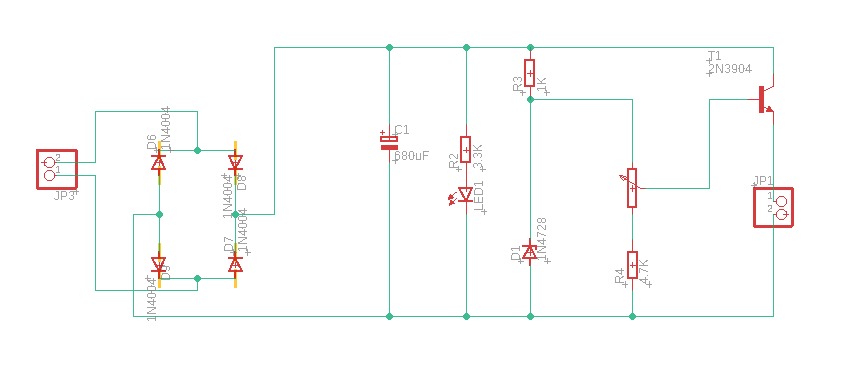 T1
2N3904
R3
1K
D6
1N4004
C1
680uF
R2
3.3K
2
1
JP3
D8
1N4004
LED1
JP1
1
2
D7
1N4004
D1
1N4728
D9
1N4004
R4
4.7K